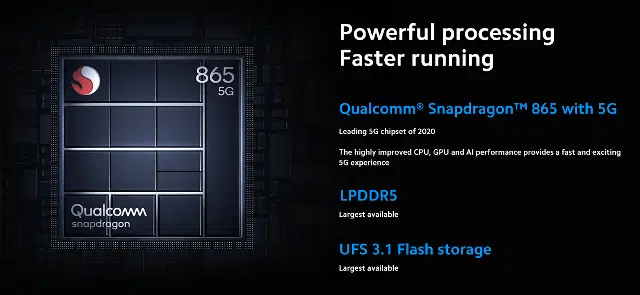 865
5G
Qualcomm
snapdragon
Powerful processing
Faster running
Qualcomm® Snapdragon™ 865 with 5G
Leading 5G chipset of 2020
The highly improved CPU, GPU and AI performance provides a fast and exciting
5G experience
LPDDR5
Largest available
UFS 3.1 Flash storage
Largest available